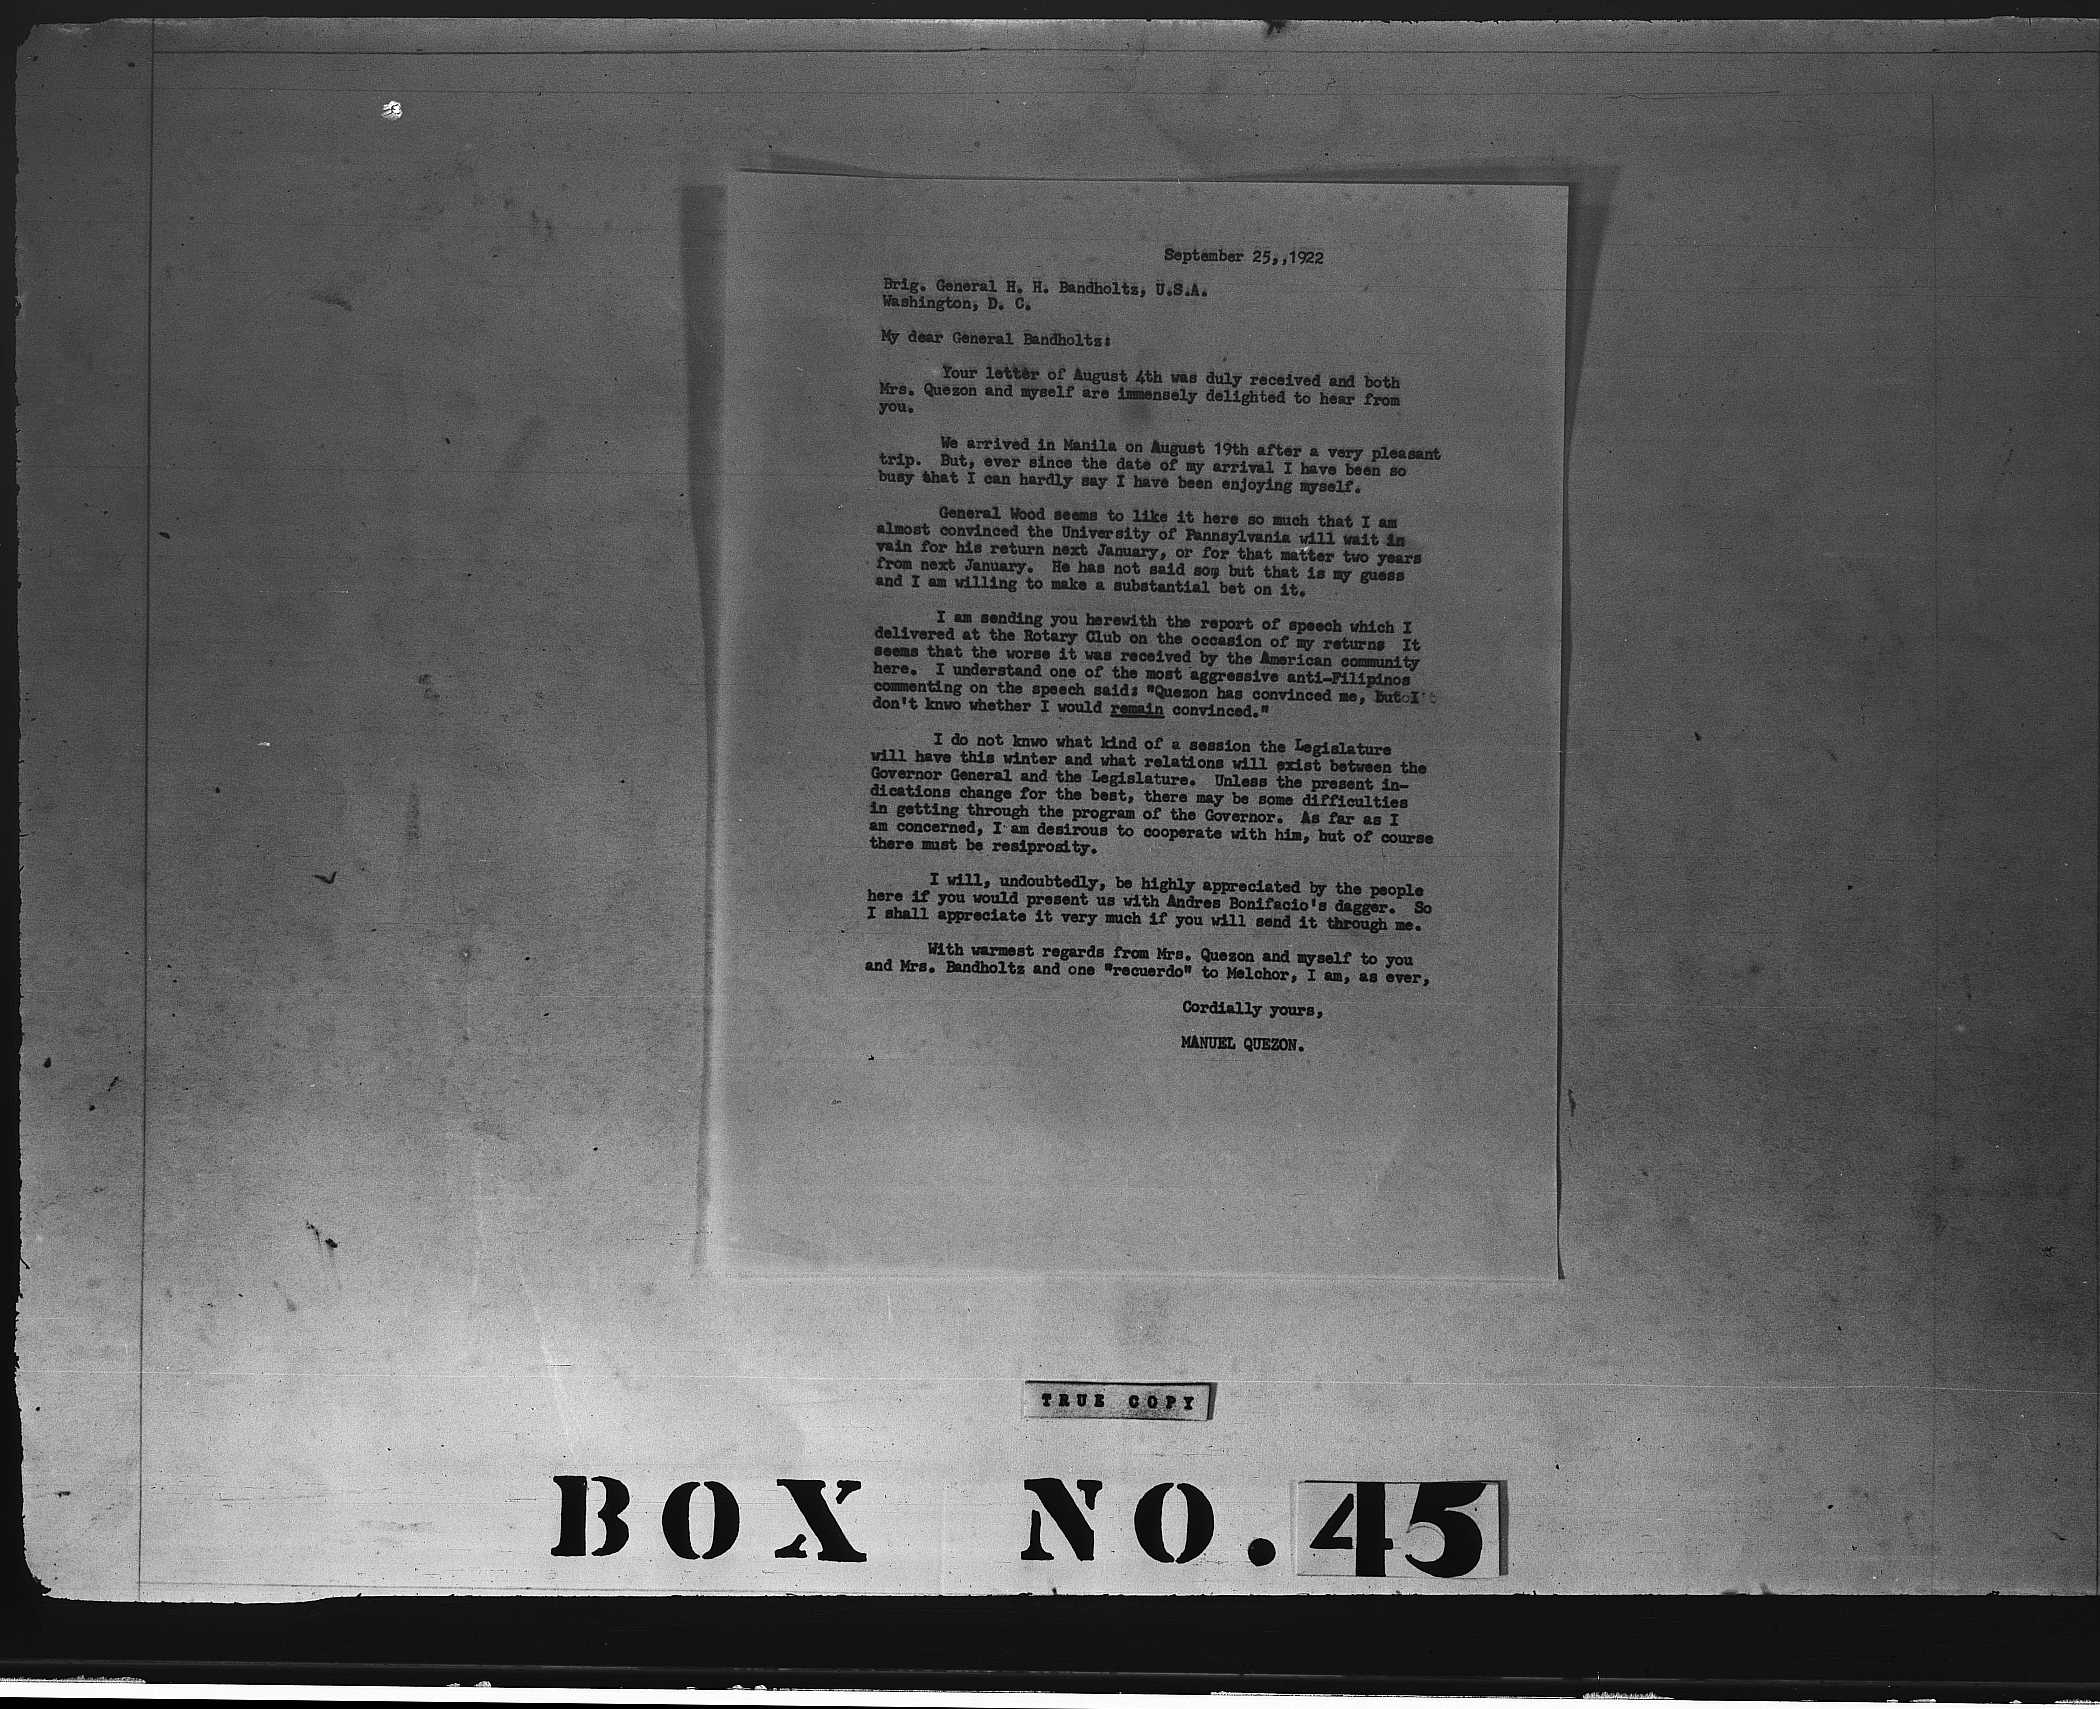 September 25,,1922
Brig. General H. H. Bandholtz, U.S.A.
Washington, D. C.
My dear General Bandholtz:
Your letter of August 4th was duly received and both
Mrs. Quezon and myself are immensely delighted to hear from
you.
We arrived in Manila on August 19th after a very pleasant
trip. But, ever since the date of my arrival I have been so
busy that I can hardly say I have been enjoying myself.
General Wood seems to like it here so much that I am
almost convinced the University of Pannsylvania will wait in
vain for his return next January, or for that matter two years
from next January. He has not said so, but that is my guess
and I am willing to make a substantial bet on it.
I am sending you herewith the report of speech which I
delivered at the Rotary Club on the occasion of my return. It
seems that the worse it was received by the American community
here. I understand one of the most aggressive anti-Filipinos
commenting on the speech said: "Quezon has convinced me, but I
don't knwo whether I would remain convinced."
I do not knwo what kind of a session the Legislature
will have this winter and what relations will exist between the
Governor General and the Legislature. Unless the present in-
dications change for the best, there may be some difficulties
in getting through the program of the Governor. As far as I
am concerned, I am desirous to cooperate with him, but of course
there must be resiprosity.
I will, undoubtedly, be highly appreciated by the people
here if you would present us with Andres Bonifacio's dagger. So
I shall appreciate it very much if you will send it through me.
With warmest regards from Mrs. Quezon and myself to you
and Mrs. Bandholtz and one "recuerdo" to Melchor, I am, as ever,
Cordially yours,
MANUEL QUEZON.
TRUE COPY
BOX NO. 45